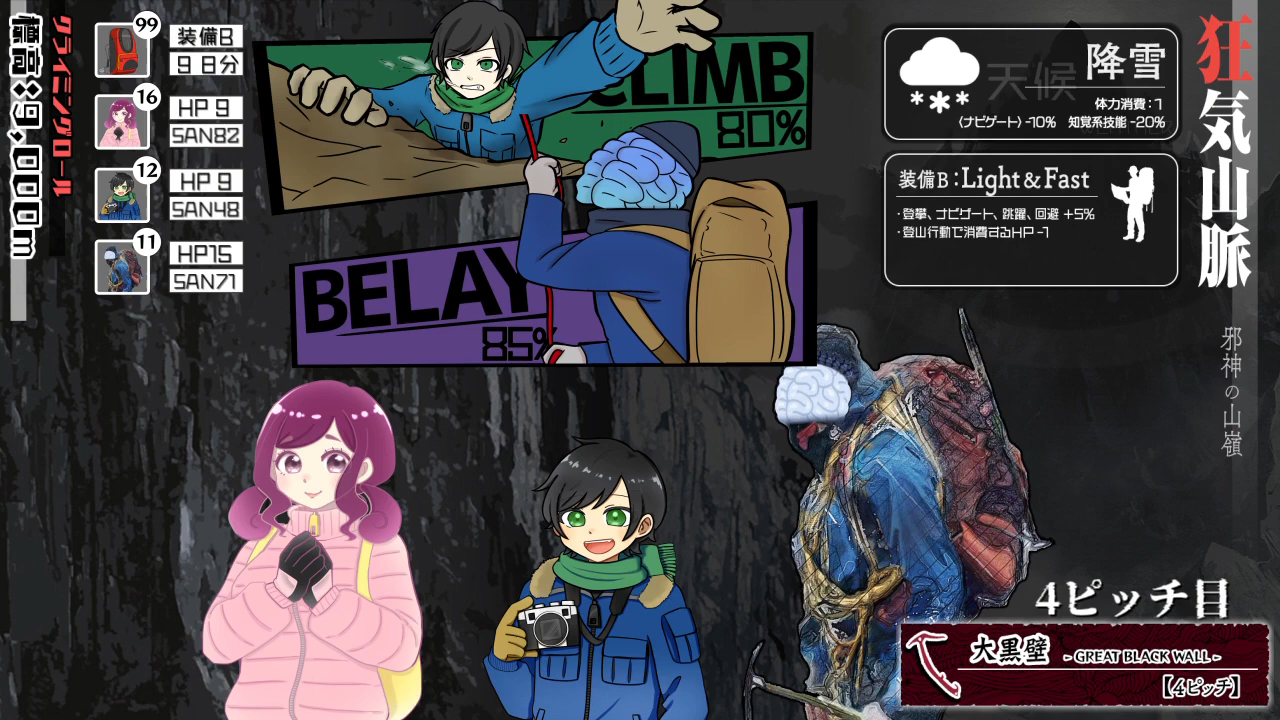 クライミングロール
標高:9,000m
99
装備B
9日分
16
HP 9
SAN82
12
HP 9
SAN48
11
HP15
SAN71
CLIMB
80%
BELAY
85%
天候
降雪
体力消費:1
〈ナビゲート〉-10% 知覚系技能 -20%
装備B:Light&Fast
・登攀、ナビゲート、跳躍、回避 +5%
・登山行動で消費するHP -1
狂気山脈
邪神の山嶺
4ピッチ目
大黒壁 - GREAT BLACK WALL -
【4ピッチ】